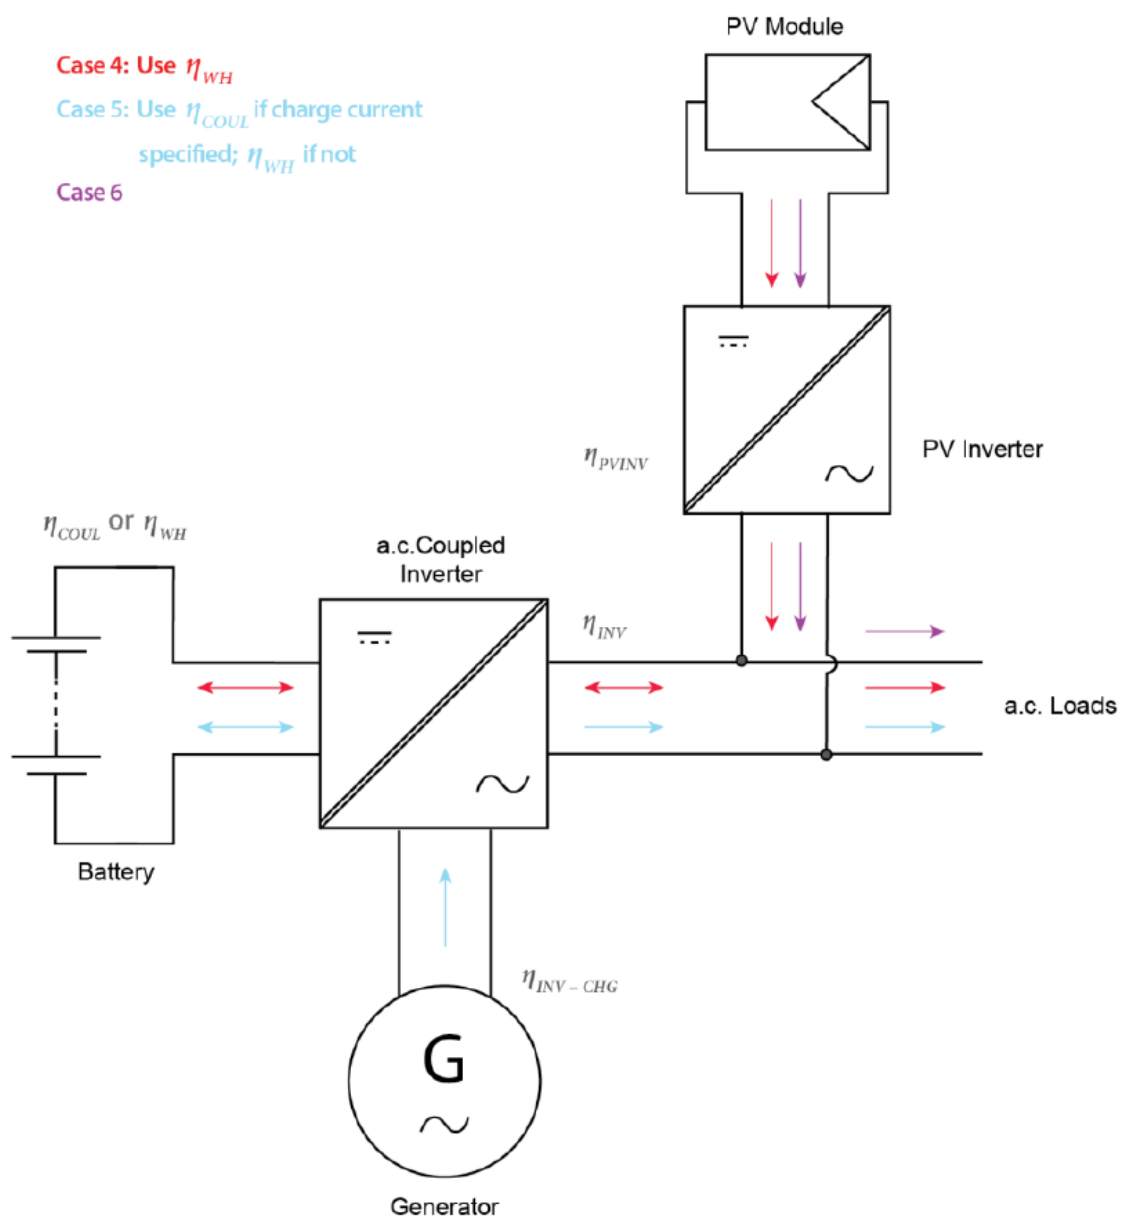 PV Module
Case 4: Use η_WH
Case 5: Use η_COUL if charge current
specified; η_WH if not
Case 6
η_PVINV
PV Inverter
η_COUL or η_WH
a.c.Coupled
Inverter
η_INV
a.c. Loads
Battery
η_INV – CHG
G
Generator